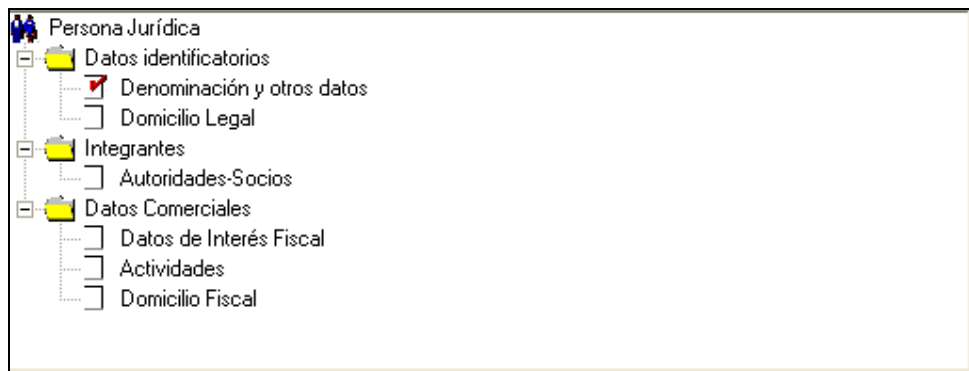 Persona Jurídica
Datos identificatorios
Denominación y otros datos
Domicilio Legal
Integrantes
Autoridades-Socios
Datos Comerciales
Datos de Interés Fiscal
Actividades
Domicilio Fiscal